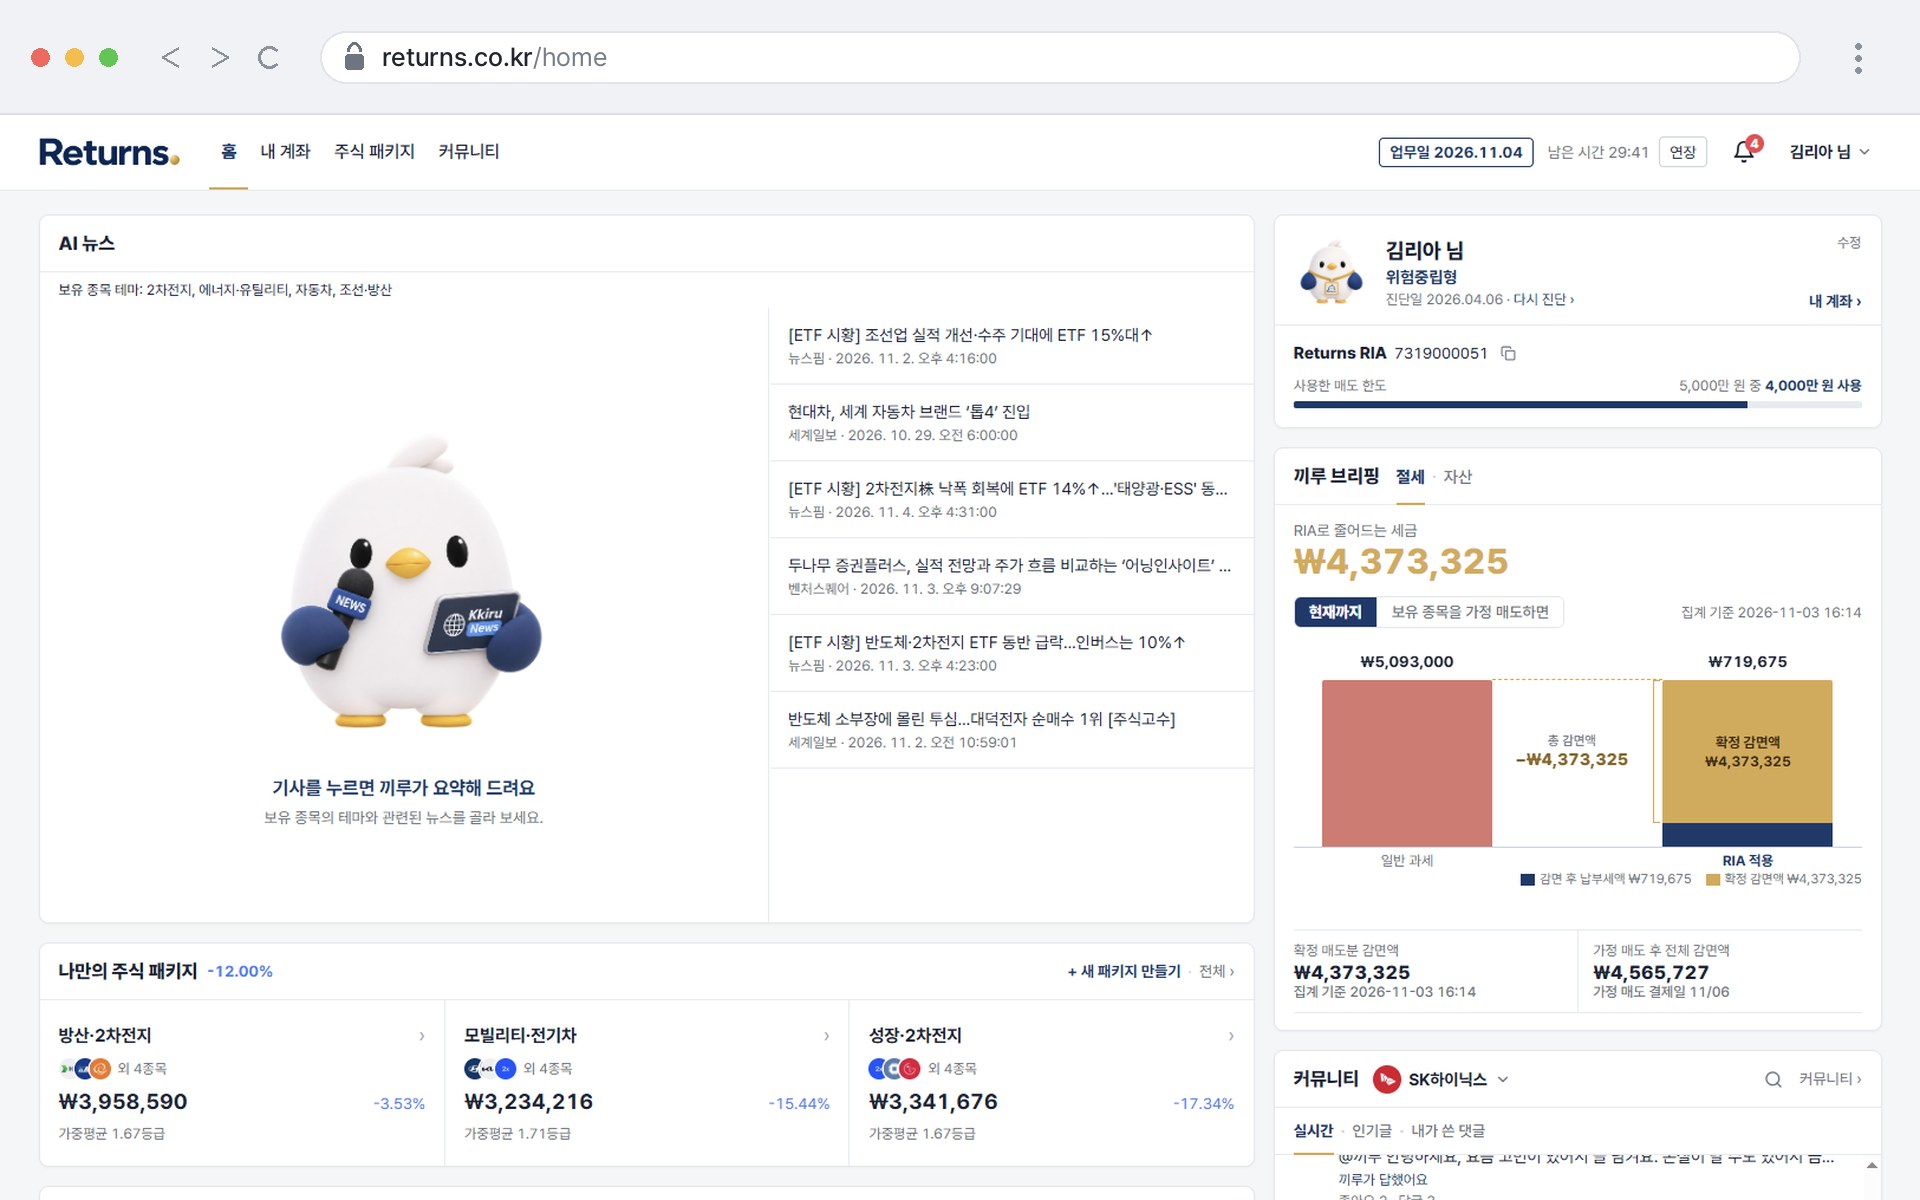 returns.co.kr/home
Returns.
홈
내 계좌
주식 패키지
커뮤니티
업무일 2026.11.04
남은 시간 29:41
연장
4
김리아 님
AI 뉴스
보유 종목 테마: 2차전지, 에너지·유틸리티, 자동차, 조선·방산
NEWS
Kkiru
News
기사를 누르면 끼루가 요약해 드려요
보유 종목의 테마와 관련된 뉴스를 골라 보세요.
[ETF 시황] 조선업 실적 개선·수주 기대에 ETF 15%대↑
뉴스핌 · 2026. 11. 2. 오후 4:16:00
현대차, 세계 자동차 브랜드 ‘톱4’ 진입
세계일보 · 2026. 10. 29. 오전 6:00:00
[ETF 시황] 2차전지株 낙폭 회복에 ETF 14%↑…'태양광·ESS' 동…
뉴스핌 · 2026. 11. 4. 오후 4:31:00
두나무 증권플러스, 실적 전망과 주가 흐름 비교하는 ‘어닝인사이트’ …
벤처스퀘어 · 2026. 11. 3. 오후 9:07:29
[ETF 시황] 반도체·2차전지 ETF 동반 급락…인버스는 10%↑
뉴스핌 · 2026. 11. 3. 오후 4:23:00
반도체 소부장에 몰린 투심…대덕전자 순매수 1위 [주식고수]
세계일보 · 2026. 11. 2. 오전 10:59:01
나만의 주식 패키지 -12.00%
+ 새 패키지 만들기 · 전체 ›
방산·2차전지 ›
외 4종목
₩3,958,590
-3.53%
가중평균 1.67등급
모빌리티·전기차 ›
외 4종목
₩3,234,216
-15.44%
가중평균 1.71등급
성장·2차전지 ›
외 4종목
₩3,341,676
-17.34%
가중평균 1.67등급
김리아 님
수정
위험중립형
진단일 2026.04.06 · 다시 진단 ›
내 계좌 ›
Returns RIA 7319000051
사용한 매도 한도
5,000만 원 중 4,000만 원 사용
끼루 브리핑
절세 · 자산
RIA로 줄어드는 세금
₩4,373,325
현재까지
보유 종목을 가정 매도하면
집계 기준 2026-11-03 16:14
₩5,093,000
₩719,675
총 감면액
−₩4,373,325
확정 감면액
₩4,373,325
일반 과세
RIA 적용
감면 후 납부세액 ₩719,675
확정 감면액 ₩4,373,325
확정 매도분 감면액
₩4,373,325
집계 기준 2026-11-03 16:14
가정 매도 후 전체 감면액
₩4,565,727
가정 매도 결제일 11/06
커뮤니티
SK하이닉스
커뮤니티 ›
실시간 · 인기글 · 내가 쓴 댓글
끼루가 답했어요